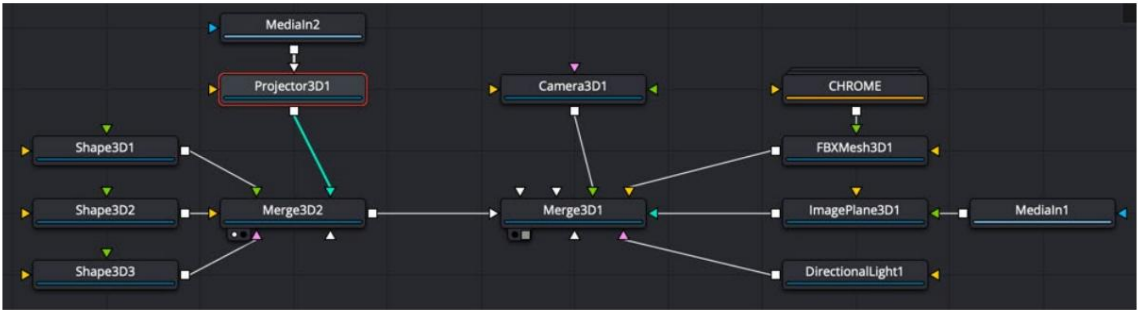 MediaIn2
Projector3D1
Camera3D1
CHROME
Shape3D1
FBXMesh3D1
Shape3D2
Merge3D2
Merge3D1
ImagePlane3D1
MediaIn1
Shape3D3
DirectionalLight1